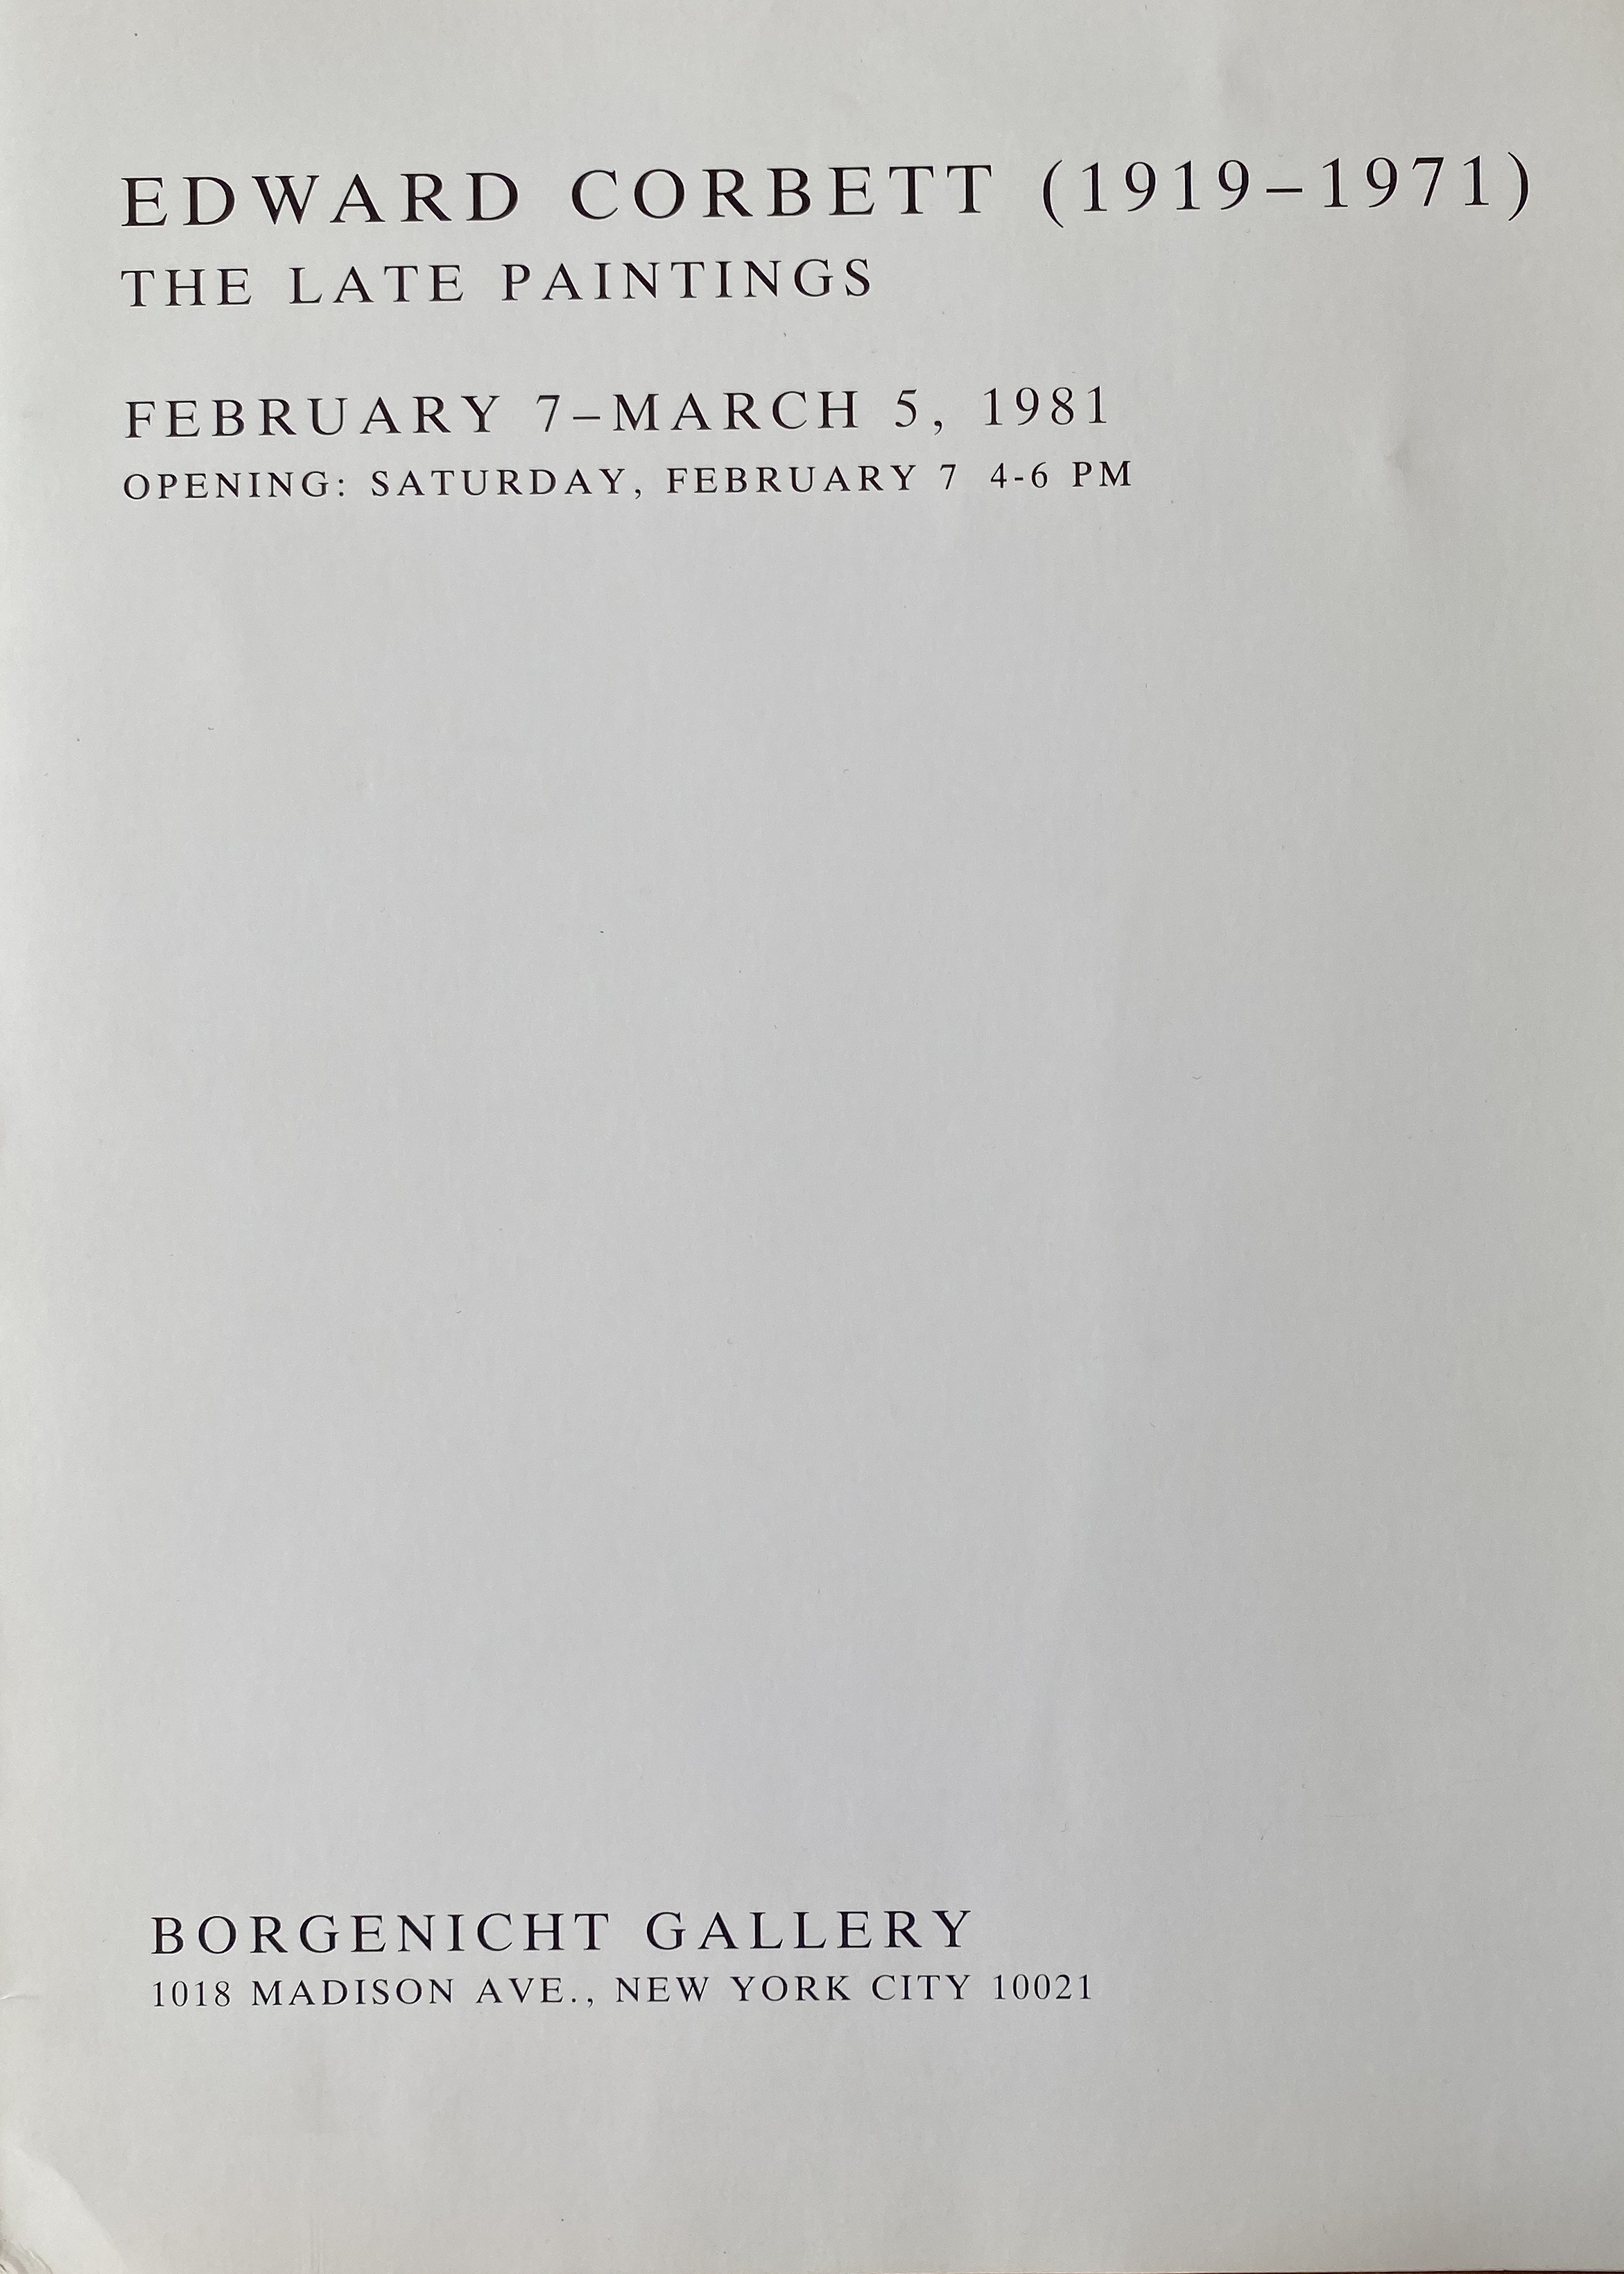 EDWARD CORBETT (1919–1971)
THE LATE PAINTINGS
FEBRUARY 7–MARCH 5, 1981
OPENING: SATURDAY, FEBRUARY 7 4-6 PM
BORGENICHT GALLERY
1018 MADISON AVE., NEW YORK CITY 10021